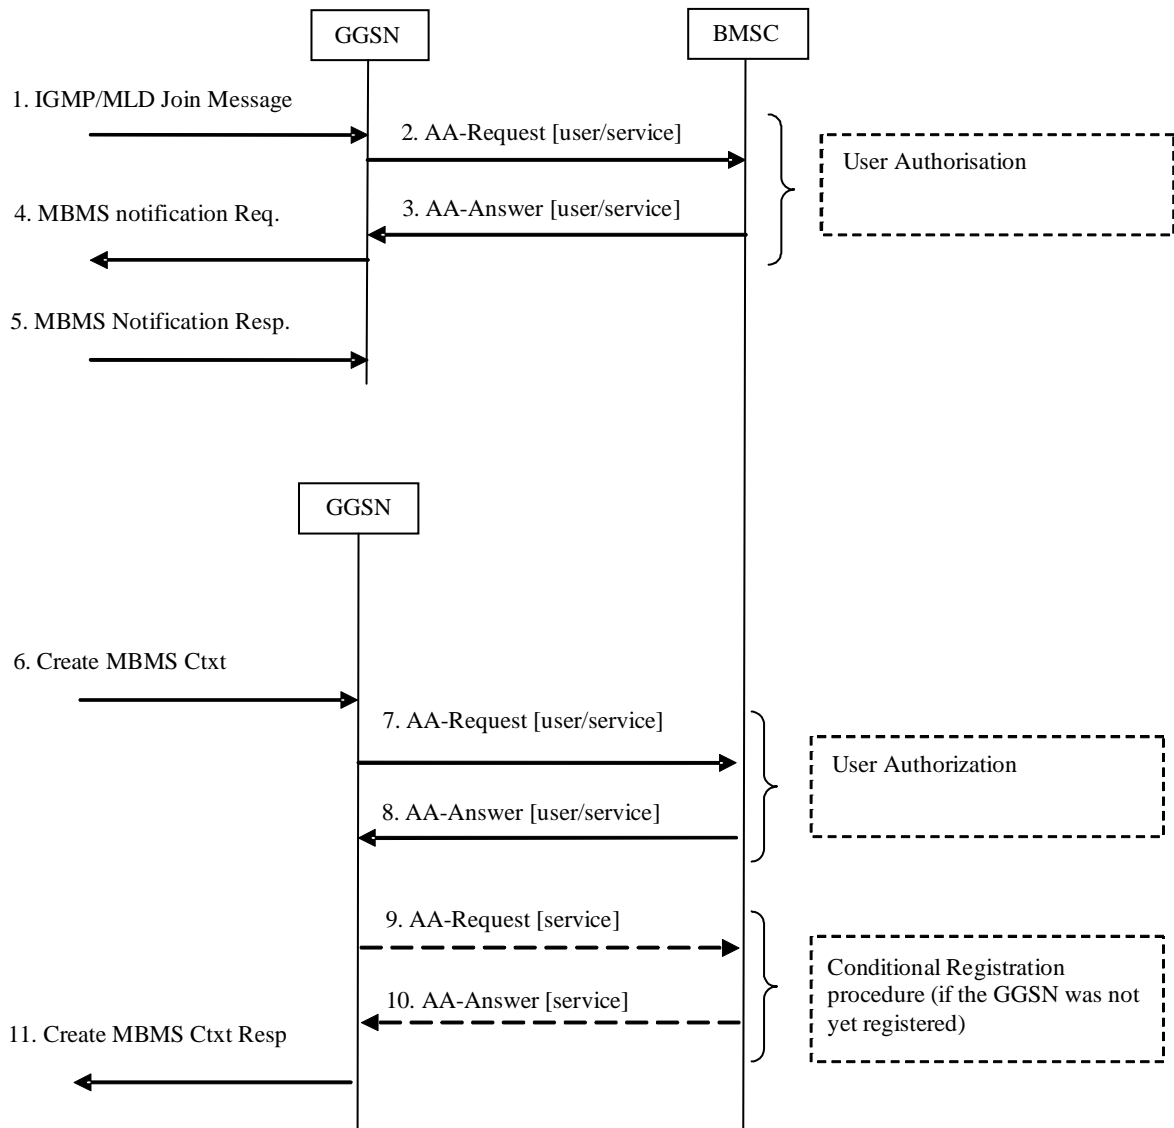 GGSN
BMSC
1. IGMP/MLD Join Message
2. AA-Request [user/service]
User Authorisation
3. AA-Answer [user/service]
4. MBMS notification Req.
5. MBMS Notification Resp.
GGSN
6. Create MBMS Ctxt
7. AA-Request [user/service]
User Authorization
8. AA-Answer [user/service]
9. AA-Request [service]
Conditional Registration
procedure (if the GGSN was not
yet registered)
10. AA-Answer [service]
11. Create MBMS Ctxt Resp